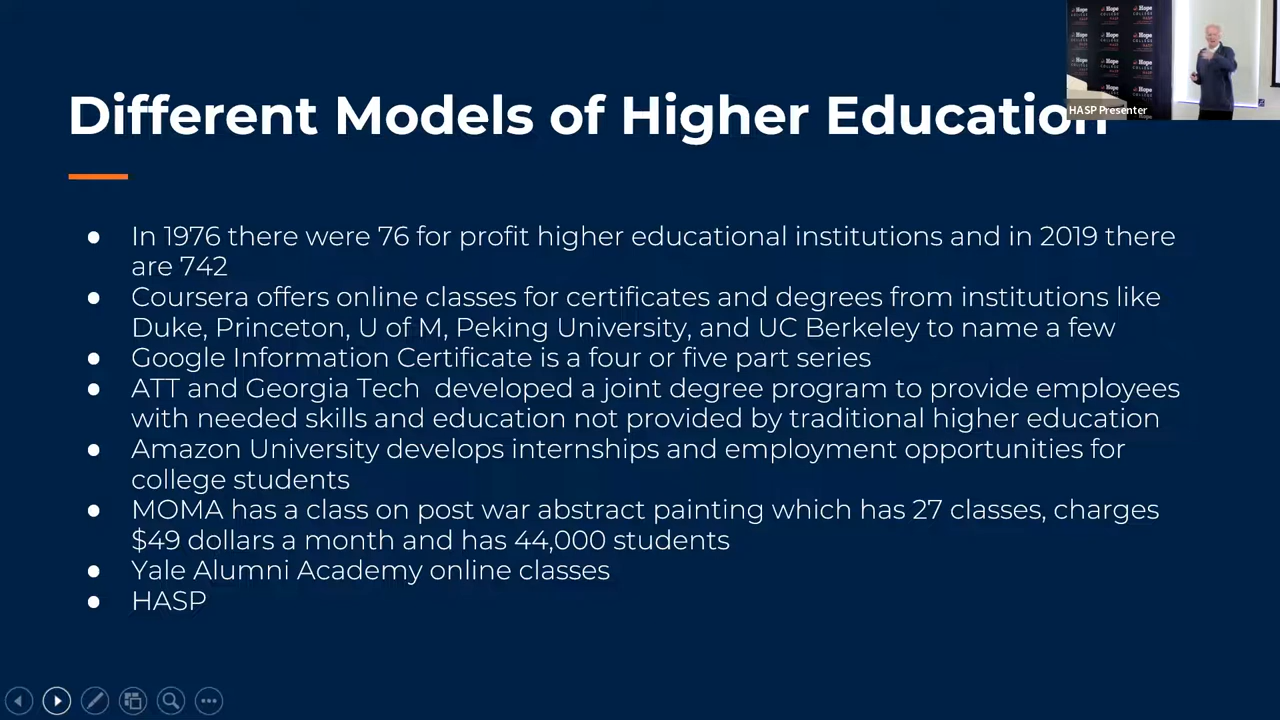 Different Models of Higher Education
HASP Presenter
● In 1976 there were 76 for profit higher educational institutions and in 2019 there
are 742
● Coursera offers online classes for certificates and degrees from institutions like
Duke, Princeton, U of M, Peking University, and UC Berkeley to name a few
● Google Information Certificate is a four or five part series
● ATT and Georgia Tech  developed a joint degree program to provide employees
with needed skills and education not provided by traditional higher education
● Amazon University develops internships and employment opportunities for
college students
● MOMA has a class on post war abstract painting which has 27 classes, charges
$49 dollars a month and has 44,000 students
● Yale Alumni Academy online classes
● HASP